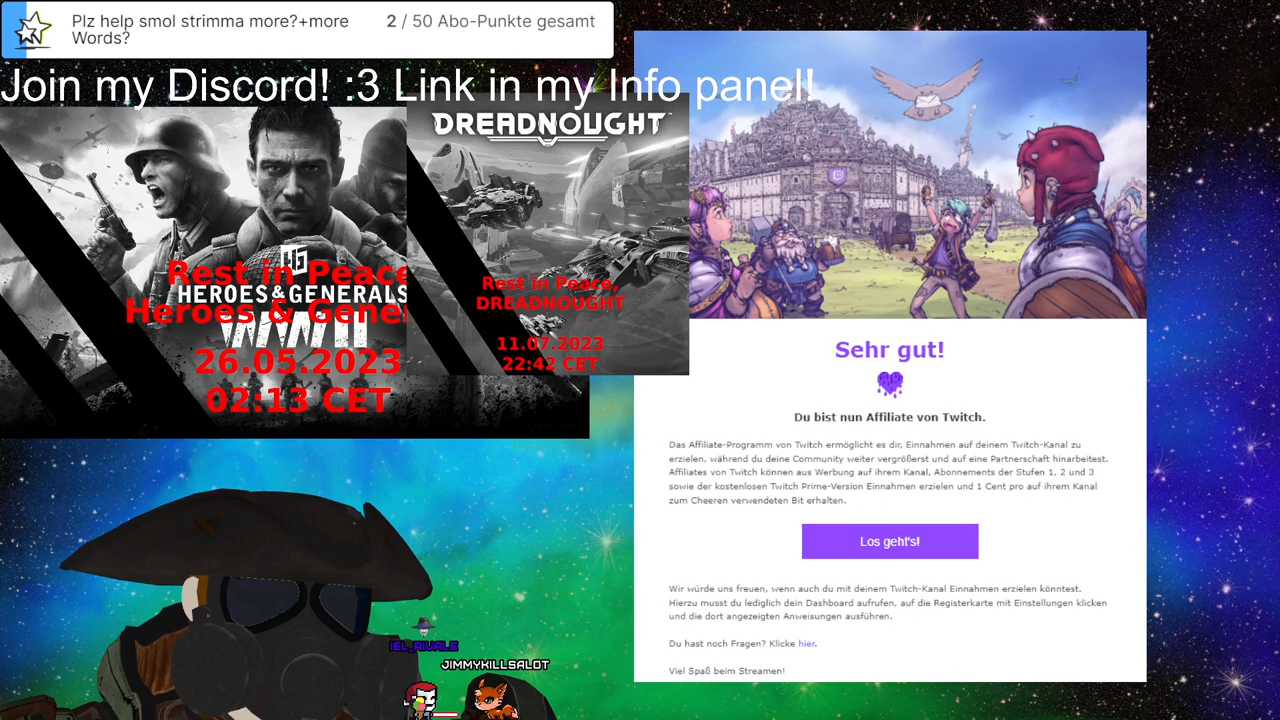 Plz help smol strimma more?+more
Words?
2 / 50 Abo-Punkte gesamt
Join my Discord! :3 Link in my Info panel!
DREADNOUGHT
Rest in Peace
HEROES & GENERALS
Heroes & Gene
WWII
26.05.2023
02:13 CET
Rest in Peace,
DREADNOUGHT
11.07.2023
22:42 CET
Sehr gut!
Du bist nun Affiliate von Twitch.
Das Affiliate-Programm von Twitch ermöglicht es dir, Einnahmen auf deinem Twitch-Kanal zu
erzielen, während du deine Community weiter vergrößerst und auf eine Partnerschaft hinarbeitest.
Affiliates von Twitch können aus Werbung auf ihrem Kanal, Abonnements der Stufen 1, 2 und 3
sowie der kostenlosen Twitch Prime-Version Einnahmen erzielen und 1 Cent pro auf ihrem Kanal
zum Cheeren verwendeten Bit erhalten.
Los geht's!
Wir würde uns freuen, wenn auch du mit deinem Twitch-Kanal Einnahmen erzielen könntest.
Hierzu musst du lediglich dein Dashboard aufrufen, auf die Registerkarte mit Einstellungen klicken
und die dort angezeigten Anweisungen ausführen.
Du hast noch Fragen? Klicke hier.
Viel Spaß beim Streamen!
IEL_RIVALE
JIMMYKILLSALOT